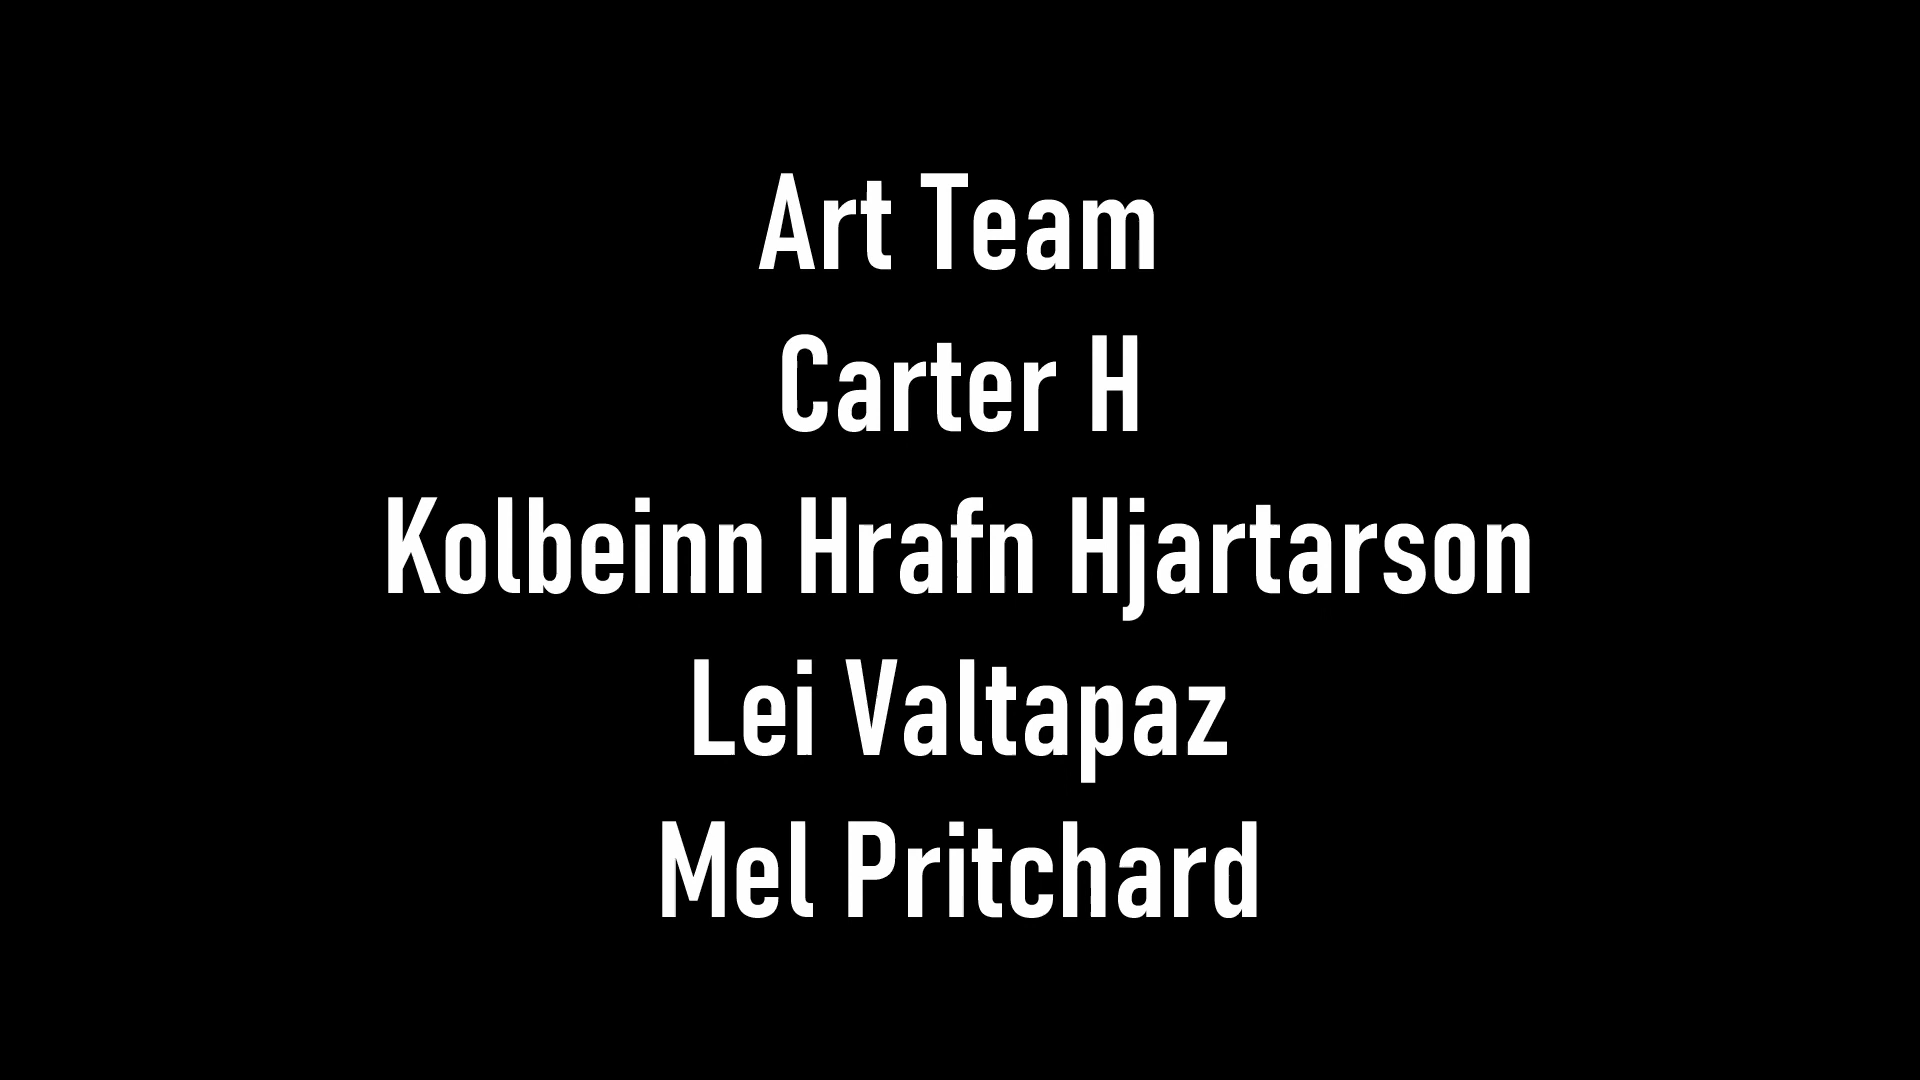 Art Team
Carter H
Kolbeinn Hrafn Hjartarson
Lei Valtapaz
Mel Pritchard